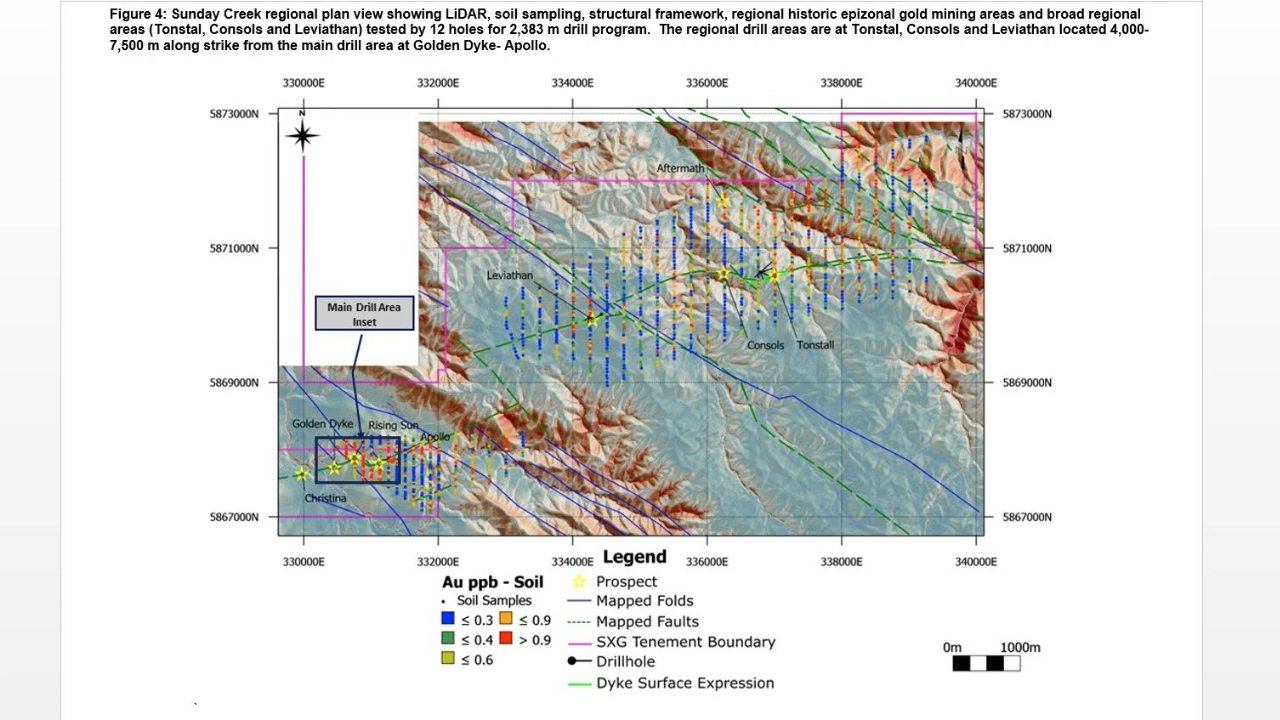 Figure 4: Sunday Creek regional plan view showing LiDAR, soil sampling, structural framework, regional historic epizonal gold mining areas and broad regional
areas (Tonstal, Consols and Leviathan) tested by 12 holes for 2,383 m drill program.  The regional drill areas are at Tonstal, Consols and Leviathan located 4,000-
7,500 m along strike from the main drill area at Golden Dyke- Apollo.
330000E 332000E 334000E 336000E 338000E 340000E
5873000N 5873000N
N
Aftermath
5871000N 5871000N
Leviathan
Main Drill Area
Inset
Consols Tonstall
5869000N 5869000N
Golden Dyke Rising Sun
Apollo
Christina
5867000N 5867000N
330000E 332000E 334000E 336000E 338000E 340000E
Legend
Au ppb - Soil
Soil Samples
≤ 0.3 ≤ 0.9
≤ 0.4 > 0.9
≤ 0.6
Prospect
Mapped Folds
Mapped Faults
SXG Tenement Boundary
Drillhole
Dyke Surface Expression
0m 1000m